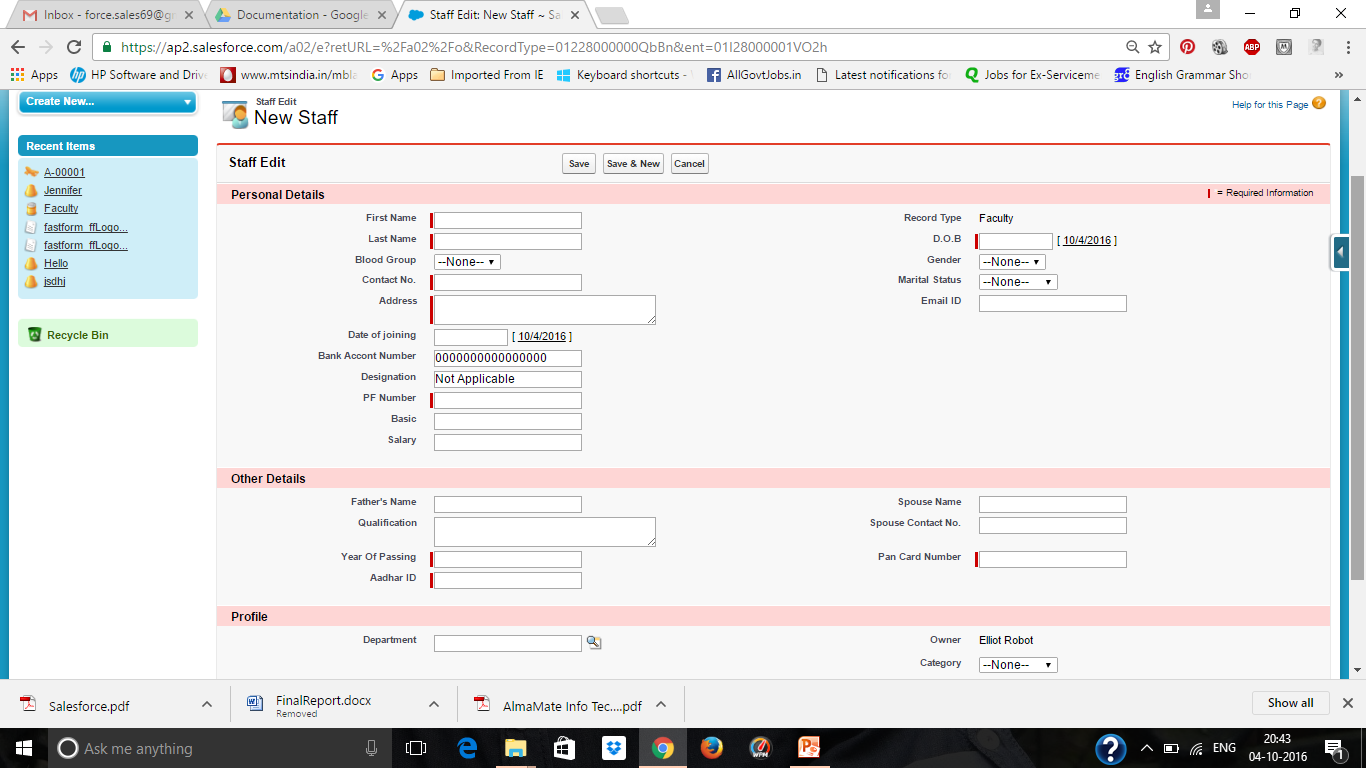 Inbox - force.sales69@gm
Documentation - Google
Staff Edit: New Staff ~ Sa
https://ap2.salesforce.com/a02/e?retURL=%2Fa02%2Fo&RecordType=01228000000QbBn&ent=01I28000001VO2h
Apps HP Software and Drive www.mtsindia.in/mbla Apps Imported From IE Keyboard shortcuts - AllGovtJobs.in Latest notifications fo Jobs for Ex-Serviceme English Grammar Sho »
Create New...
Staff Edit
New Staff
Help for this Page ?
Recent Items
A-00001
Jennifer
Faculty
fastform_ffLogo...
fastform_ffLogo...
Hello
jsdhj
Recycle Bin
Staff Edit Save Save & New Cancel
Personal Details = Required Information
First Name Record Type Faculty
Last Name D.O.B [ 10/4/2016 ]
Blood Group --None-- Gender --None--
Contact No. Marital Status --None--
Address Email ID
Date of joining [ 10/4/2016 ]
Bank Accont Number 0000000000000000
Designation Not Applicable
PF Number
Basic
Salary
Other Details
Father's Name Spouse Name
Qualification Spouse Contact No.
Year Of Passing Pan Card Number
Aadhar ID
Profile
Department Owner Elliot Robot
Category --None--
Salesforce.pdf
FinalReport.docx
Removed
AlmaMate Info Tec....pdf
Show all
Ask me anything
ENG
20:43
04-10-2016
1